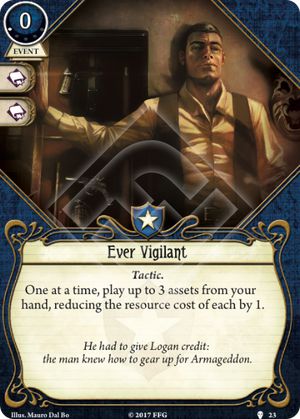 0
EVENT
Ever Vigilant
Tactic.
One at a time, play up to 3 assets from your
hand, reducing the resource cost of each by 1.
He had to give Logan credit:
the man knew how to gear up for Armageddon.
Illus. Mauro Dal Bo
© 2017 FFG
23